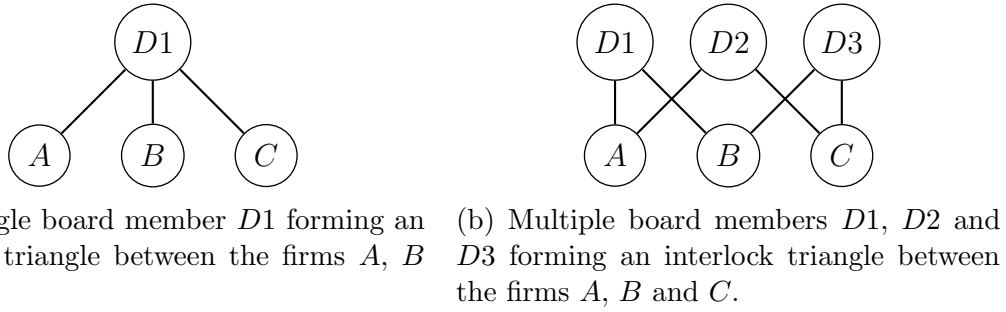 D1
D1 D2 D3
A B C
A B C
gle board member D1 forming an
triangle between the firms A, B
(b) Multiple board members D1, D2 and
D3 forming an interlock triangle between
the firms A, B and C.